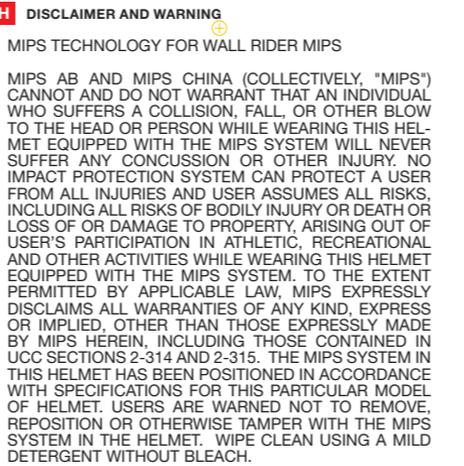 H DISCLAIMER AND WARNING
MIPS TECHNOLOGY FOR WALL RIDER MIPS
MIPS AB AND MIPS CHINA (COLLECTIVELY, "MIPS")
CANNOT AND DO NOT WARRANT THAT AN INDIVIDUAL
WHO SUFFERS A COLLISION, FALL, OR OTHER BLOW
TO THE HEAD OR PERSON WHILE WEARING THIS HEL-
MET EQUIPPED WITH THE MIPS SYSTEM WILL NEVER
SUFFER ANY CONCUSSION OR OTHER INJURY. NO
IMPACT PROTECTION SYSTEM CAN PROTECT A USER
FROM ALL INJURIES AND USER ASSUMES ALL RISKS,
INCLUDING ALL RISKS OF BODILY INJURY OR DEATH OR
LOSS OF OR DAMAGE TO PROPERTY, ARISING OUT OF
USER'S PARTICIPATION IN ATHLETIC, RECREATIONAL
AND OTHER ACTIVITIES WHILE WEARING THIS HELMET
EQUIPPED WITH THE MIPS SYSTEM. TO THE EXTENT
PERMITTED BY APPLICABLE LAW, MIPS EXPRESSLY
DISCLAIMS ALL WARRANTIES OF ANY KIND, EXPRESS
OR IMPLIED, OTHER THAN THOSE EXPRESSLY MADE
BY MIPS HEREIN, INCLUDING THOSE CONTAINED IN
UCC SECTIONS 2-314 AND 2-315. THE MIPS SYSTEM IN
THIS HELMET HAS BEEN POSITIONED IN ACCORDANCE
WITH SPECIFICATIONS FOR THIS PARTICULAR MODEL
OF HELMET. USERS ARE WARNED NOT TO REMOVE,
REPOSITION OR OTHERWISE TAMPER WITH THE MIPS
SYSTEM IN THE HELMET. WIPE CLEAN USING A MILD
DETERGENT WITHOUT BLEACH.